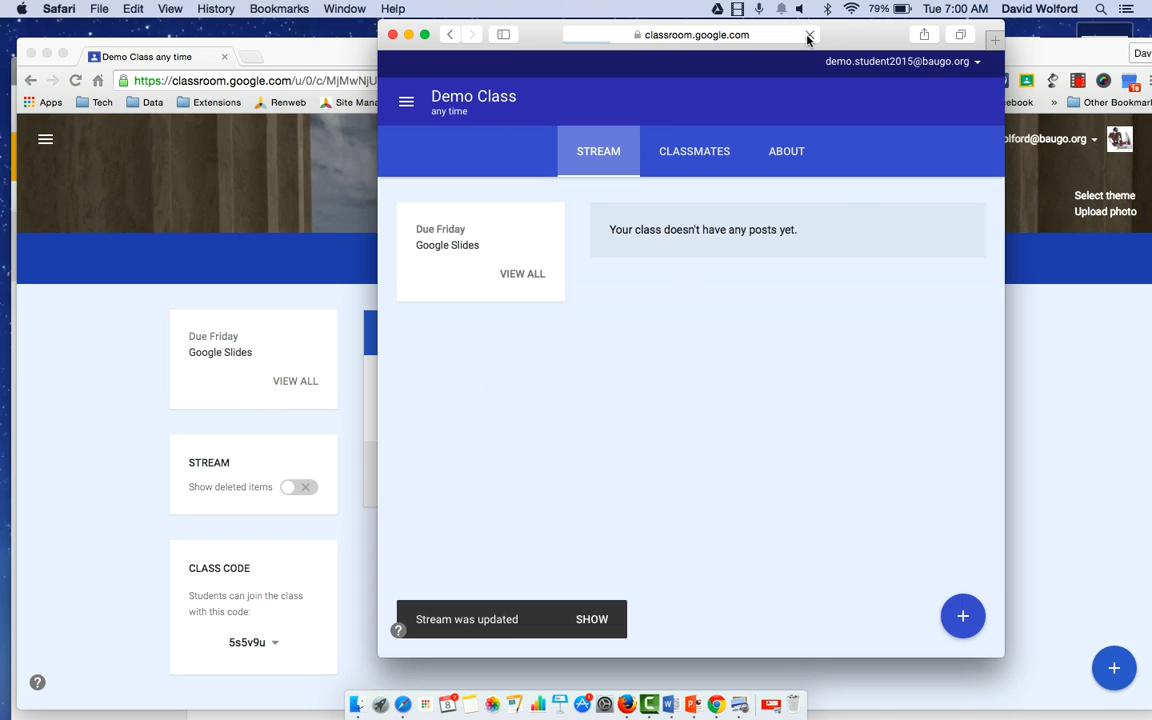 Safari File Edit View History Bookmarks Window Help 79% Tue 7:00 AM David Wolford
classroom.google.com
Demo Class any time
https://classroom.google.com/u/0/c/MjMwNjU
Apps Tech Data Extensions Renweb Site Mana
Dav
ebook » Other Bookmar
demo.student2015@baugo.org
Demo Class
any time
olford@baugo.org
STREAM CLASSMATES ABOUT
Select theme
Upload photo
Due Friday
Google Slides
VIEW ALL
Your class doesn't have any posts yet.
Due Friday
Google Slides
VIEW ALL
STREAM
Show deleted items
CLASS CODE
Students can join the class
with this code:
5s5v9u
Stream was updated SHOW